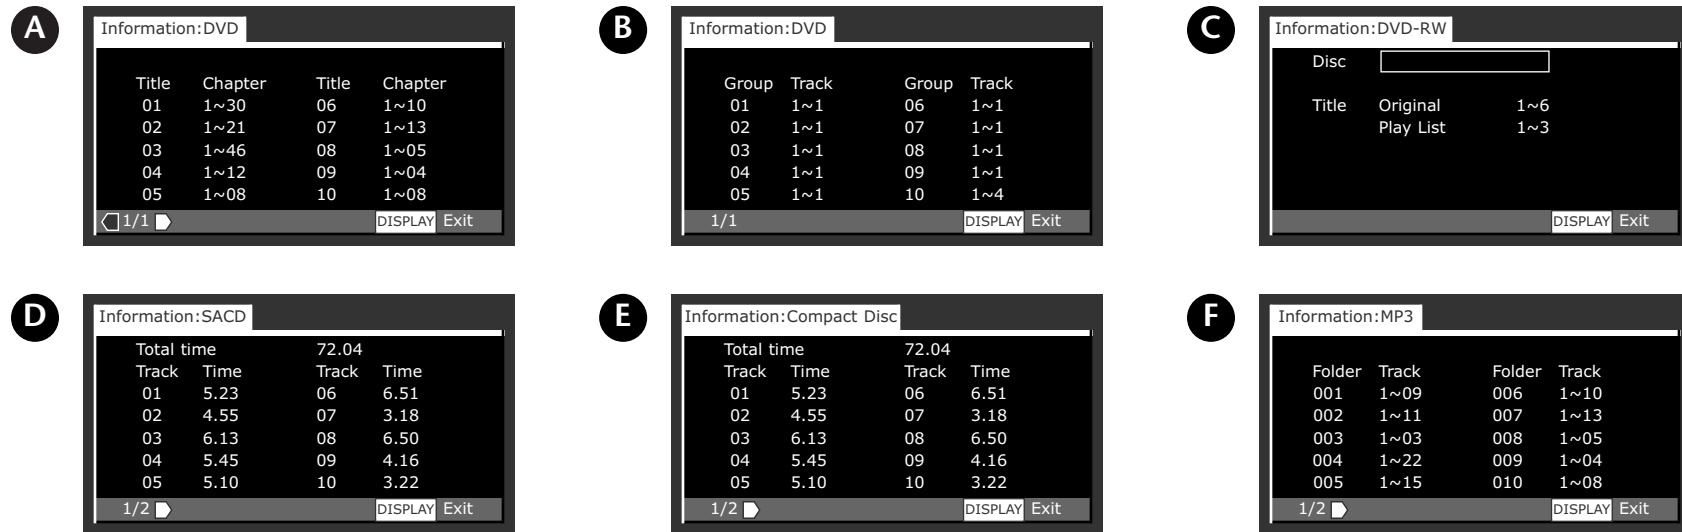 A
Information:DVD
Title Chapter Title Chapter
01 1~30 06 1~10
02 1~21 07 1~13
03 1~46 08 1~05
04 1~12 09 1~04
05 1~08 10 1~08
1/1 DISPLAY Exit
B
Information:DVD
Group Track Group Track
01 1~1 06 1~1
02 1~1 07 1~1
03 1~1 08 1~1
04 1~1 09 1~1
05 1~1 10 1~4
1/1 DISPLAY Exit
C
Information:DVD-RW
Disc
Title Original 1~6
Play List 1~3
DISPLAY Exit
D
Information:SACD
Total time 72.04
Track Time Track Time
01 5.23 06 6.51
02 4.55 07 3.18
03 6.13 08 6.50
04 5.45 09 4.16
05 5.10 10 3.22
1/2 DISPLAY Exit
E
Information:Compact Disc
Total time 72.04
Track Time Track Time
01 5.23 06 6.51
02 4.55 07 3.18
03 6.13 08 6.50
04 5.45 09 4.16
05 5.10 10 3.22
1/2 DISPLAY Exit
F
Information:MP3
Folder Track Folder Track
001 1~09 006 1~10
002 1~11 007 1~13
003 1~03 008 1~05
004 1~22 009 1~04
005 1~15 010 1~08
1/2 DISPLAY Exit